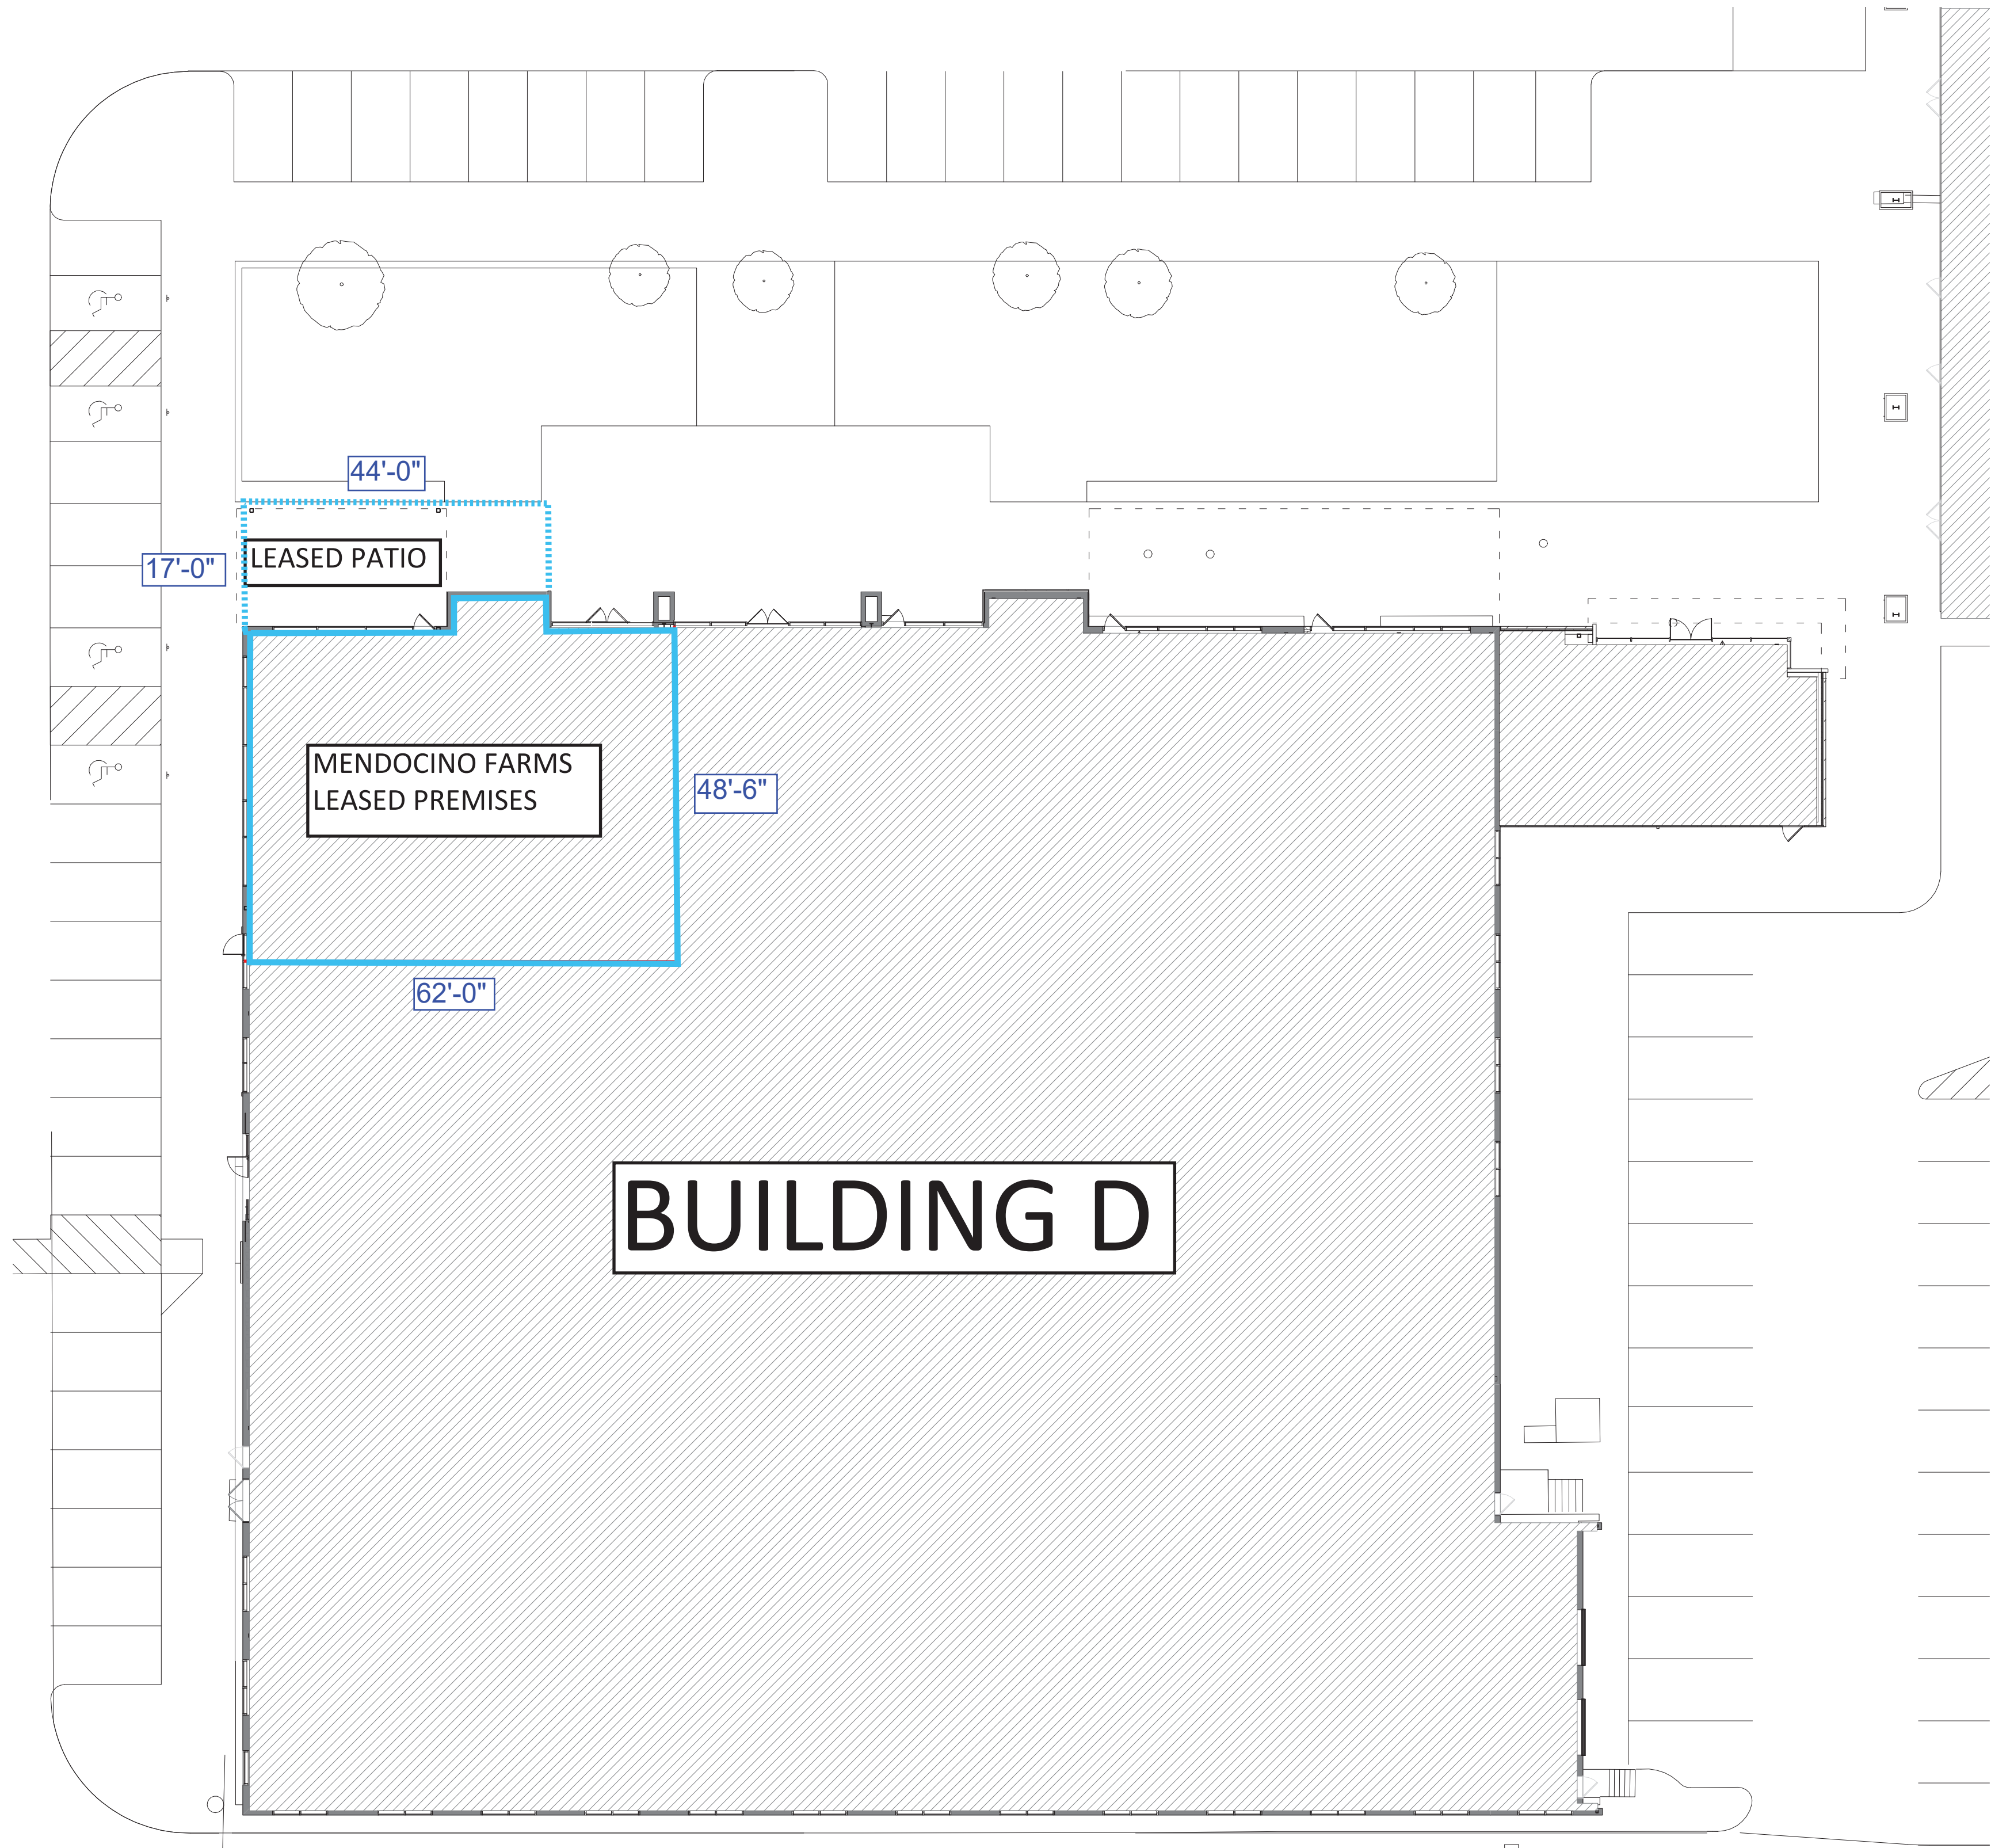 44'-0"
17'-0"
LEASED PATIO
MENDOCINO FARMS
LEASED PREMISES
48'-6"
62'-0"
BUILDING D